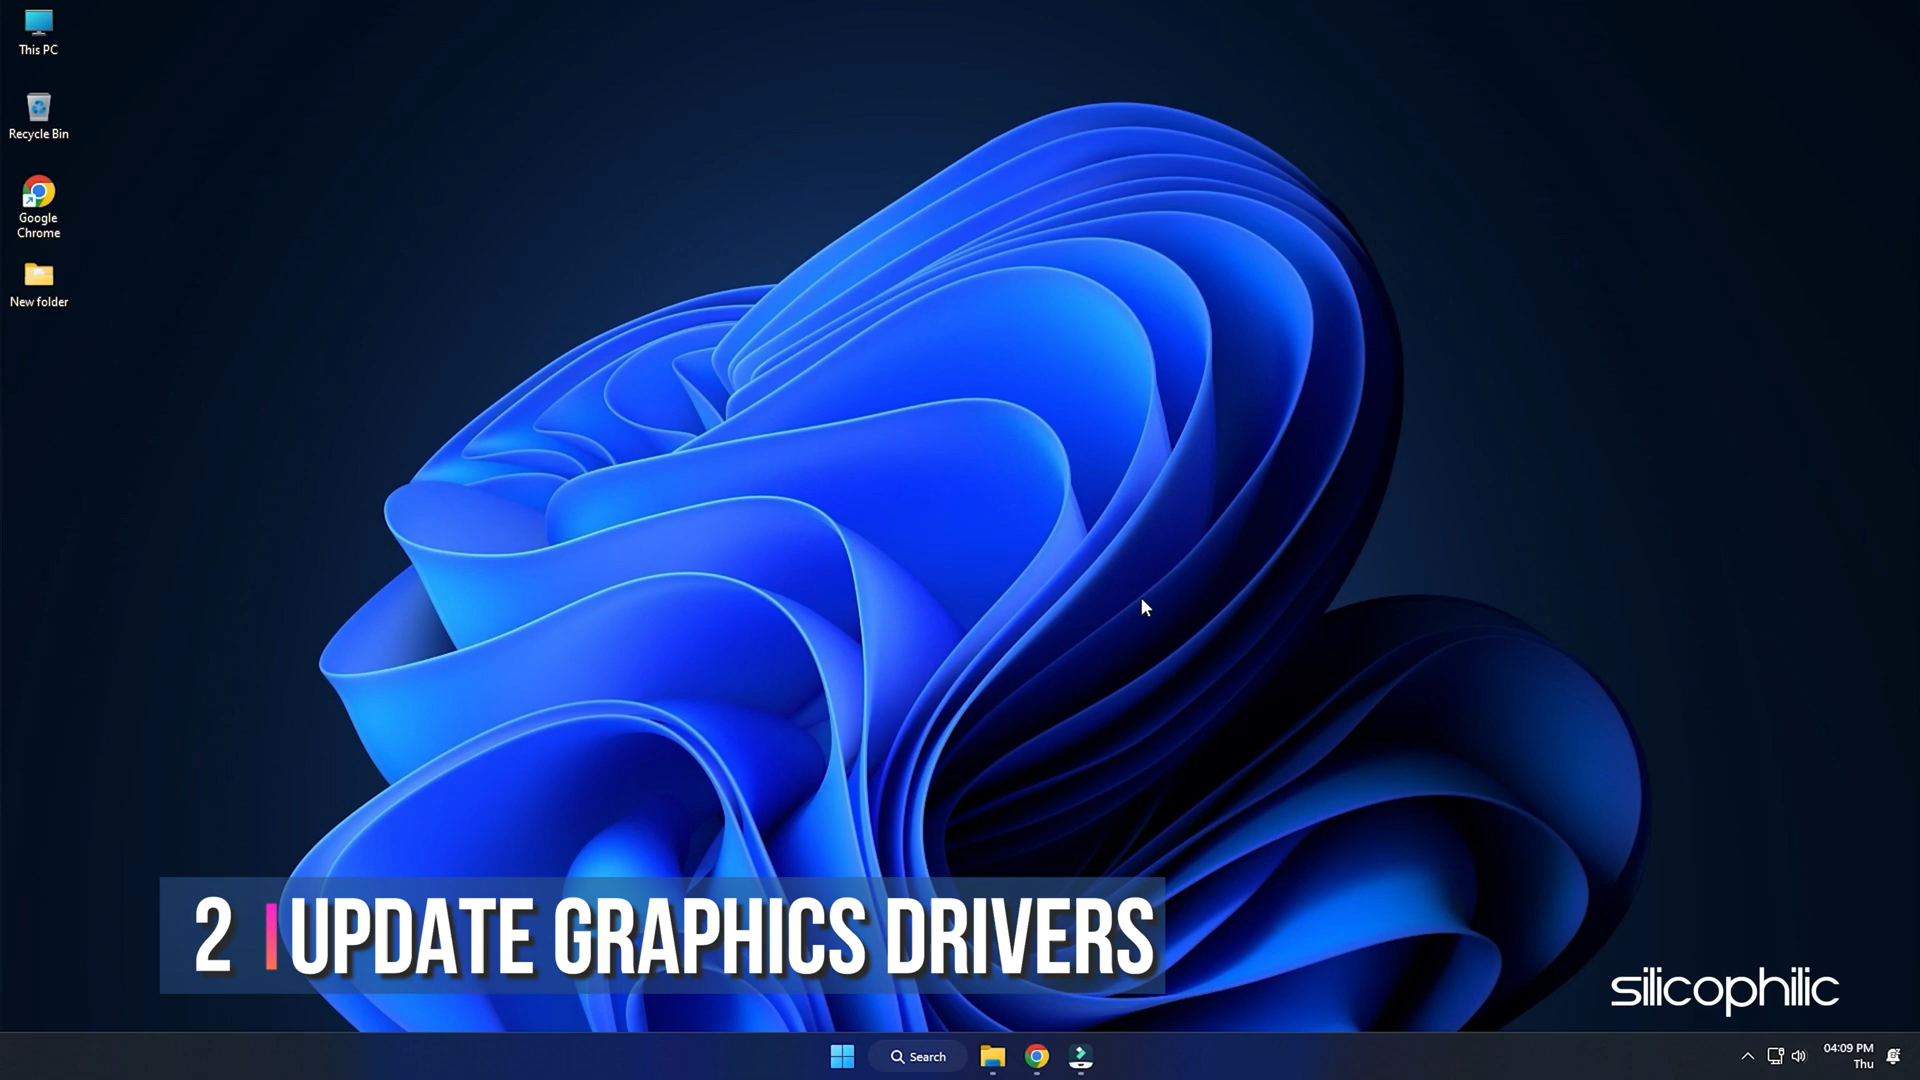 This PC
Recycle Bin
Google
Chrome
New folder
2 UPDATE GRAPHICS DRIVERS
silicophilic
Search
04:09 PM
Thu